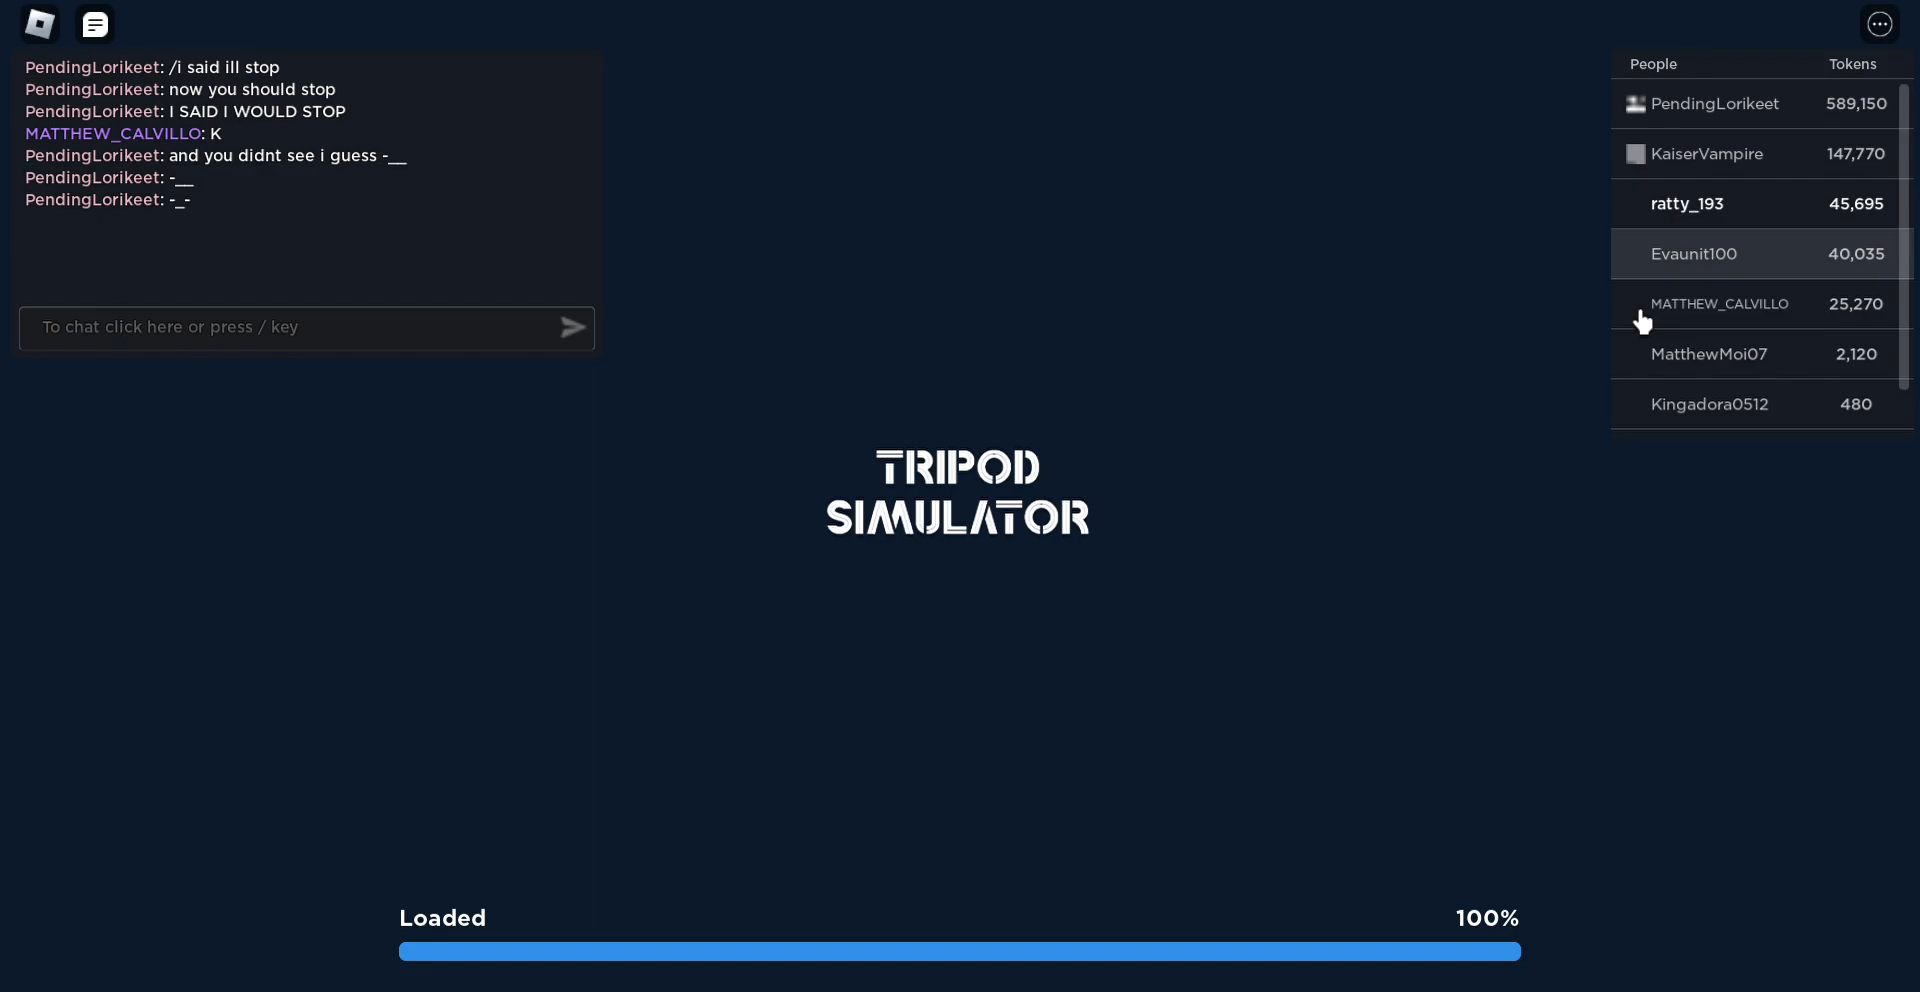 PendingLorikeet: /i said ill stop
PendingLorikeet: now you should stop
PendingLorikeet: I SAID I WOULD STOP
MATTHEW_CALVILLO: K
PendingLorikeet: and you didnt see i guess -__
PendingLorikeet: -__
PendingLorikeet: -_-
To chat click here or press / key
People Tokens
PendingLorikeet 589,150
KaiserVampire 147,770
ratty_193 45,695
Evaunit100 40,035
MATTHEW_CALVILLO 25,270
MatthewMoi07 2,120
Kingadora0512 480
TRIPOD
SIMULATOR
Loaded 100%